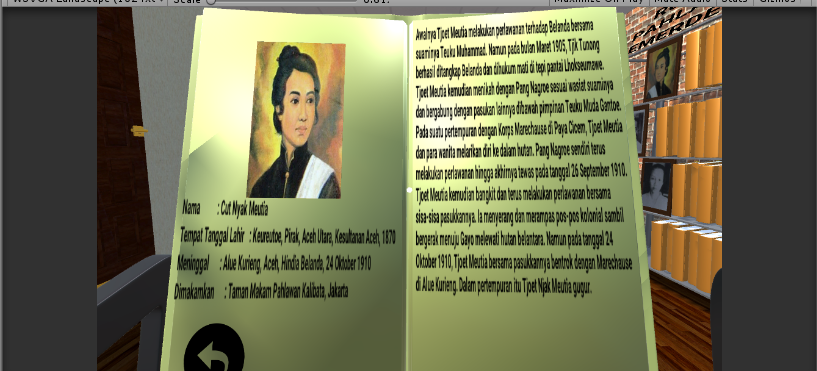 Scale
Maximize On Play
Mute Audio
Stats
Gizmos
Nama : Cut Nyak Meutia
Tempat Tanggal Lahir : Keureutoe, Pirak, Aceh Utara, Kesultanan Aceh, 1870
Meninggal : Alue Kurieng, Aceh, Hindia Belanda, 24 Oktober 1910
Dimakamkan : Taman Makam Pahlawan Kalibata, Jakarta
Awalnya Tjoet Meutia melakukan perlawanan terhadap Belanda bersama
suaminya Teuku Muhammad. Namun pada bulan Maret 1905, Tjik Tunong
berhasil ditangkap Belanda dan dihukum mati di tepi pantai Lhokseumawe.
Tjoet Meutia kemudian menikah dengan Pang Nagroe sesuai wasiat suaminya
dan bergabung dengan pasukan lainnya dibawah pimpinan Teuku Muda Gantoe.
Pada suatu pertempuran dengan Korps Marechause di Paya Cicem, Tjoet Meutia
dan para wanita melarikan diri ke dalam hutan. Pang Nagroe sendiri terus
melakukan perlawanan hingga akhirnya tewas pada tanggal 26 September 1910.
Tjoet Meutia kemudian bangkit dan terus melakukan perlawanan bersama
sisa-sisa pasukkannya. Ia menyerang dan merampas pos-pos kolonial sambil
bergerak menuju Gayo melewati hutan belantara. Namun pada tanggal 24
Oktober 1910, Tjoet Meutia bersama pasukkannya bentrok dengan Marechause
di Alue Kurieng. Dalam pertempuran itu Tjoet Njak Meutia gugur.